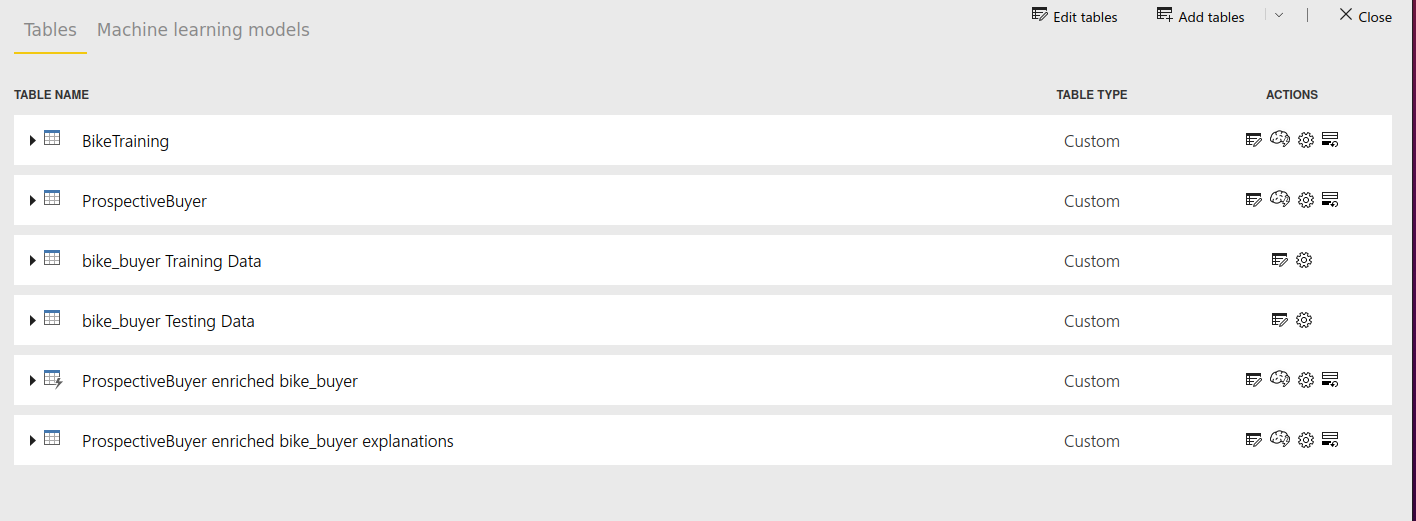 Tables Machine learning models Edit tables Add tables Close
TABLE NAME TABLE TYPE ACTIONS
BikeTraining Custom
ProspectiveBuyer Custom
bike_buyer Training Data Custom
bike_buyer Testing Data Custom
ProspectiveBuyer enriched bike_buyer Custom
ProspectiveBuyer enriched bike_buyer explanations Custom